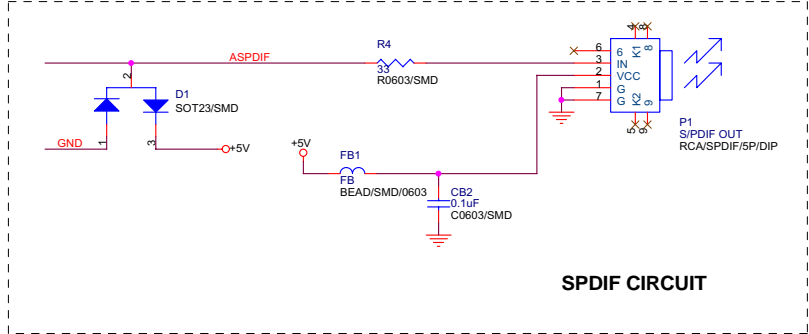 R4
33
R0603/SMD
ASPDIF
2
D1
SOT23/SMD
GND
1
3
+5V
+5V
FB1
FB
BEAD/SMD/0603
CB2
0.1uF
C0603/SMD
4
8
6
3
2
1
7
6
IN
VCC
G
G
K1
8
K2
9
5
9
P1
S/PDIF OUT
RCA/SPDIF/5P/DIP
SPDIF CIRCUIT